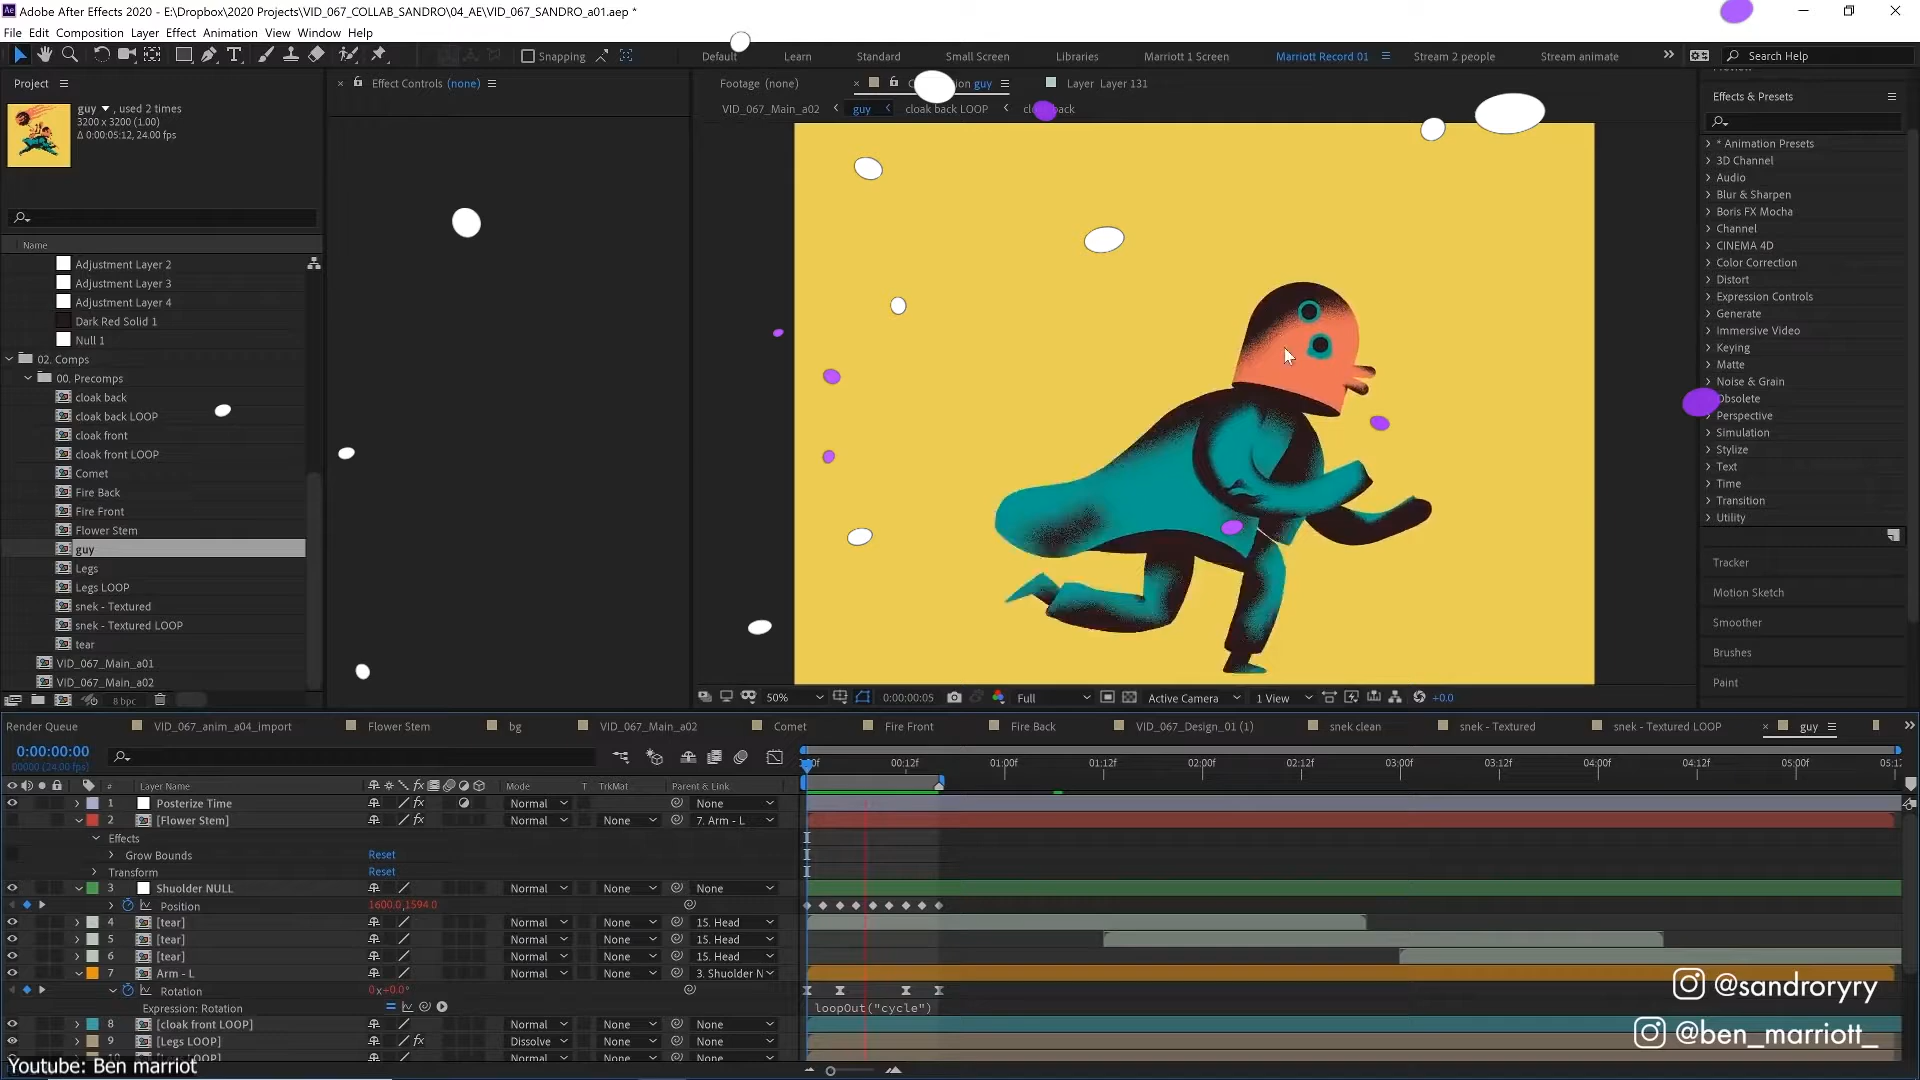 Adobe After Effects 2020 - E:\Dropbox\2020 Projects\VID_067_COLLAB_SANDRO\04_AE\VID_067_SANDRO_a01.aep *
File Edit Composition Layer Effect Animation View Window Help
Snapping
Default Learn Standard Small Screen Libraries Marriott 1 Screen Marriott Record 01 Stream 2 people Stream animate
Search Help
Project
guy , used 2 times
3200 x 3200 (1.00)
Δ 0:00:05:12, 24.00 fps
Name
Adjustment Layer 2
Adjustment Layer 3
Adjustment Layer 4
Dark Red Solid 1
Null 1
02. Comps
00. Precomps
cloak back
cloak back LOOP
cloak front
cloak front LOOP
Comet
Fire Back
Fire Front
Flower Stem
guy
Legs
Legs LOOP
snek - Textured
snek - Textured LOOP
tear
VID_067_Main_a01
VID_067_Main_a02
8 bpc
Effect Controls (none)
Footage (none)
guy
Layer Layer 131
VID_067_Main_a02 guy cloak back LOOP
50% 0:00:00:05 Full Active Camera 1 View +0.0
Effects & Presets
* Animation Presets
3D Channel
Audio
Blur & Sharpen
Boris FX Mocha
Channel
CINEMA 4D
Color Correction
Distort
Expression Controls
Generate
Immersive Video
Keying
Matte
Noise & Grain
Obsolete
Perspective
Simulation
Stylize
Text
Time
Transition
Utility
Tracker
Motion Sketch
Smoother
Brushes
Paint
Render Queue VID_067_anim_a04_import Flower Stem bg VID_067_Main_a02 Comet Fire Front Fire Back VID_067_Design_01 (1) snek clean snek - Textured snek - Textured LOOP guy
0:00:00:00
00000 (24.00 fps)
00:12f 01:00f 01:12f 02:00f 02:12f 03:00f 03:12f 04:00f 04:12f 05:00f
# Layer Name Mode T TrkMat Parent & Link
1 Posterize Time Normal None
2 [Flower Stem] Normal None 7. Arm - L
Effects
Grow Bounds Reset
Transform Reset
3 Shuolder NULL Normal None None
Position 1600.0,1594.0
4 [tear] Normal None 15. Head
5 [tear] Normal None 15. Head
6 [tear] Normal None 15. Head
7 Arm - L Normal None 3. Shuolder N
Rotation 0x+0.0°
Expression: Rotation loopOut("cycle")
8 [cloak front LOOP] Normal None None
9 [Legs LOOP] Dissolve None None
@sandroryry
@ben_marriott_
Youtube: Ben marriot